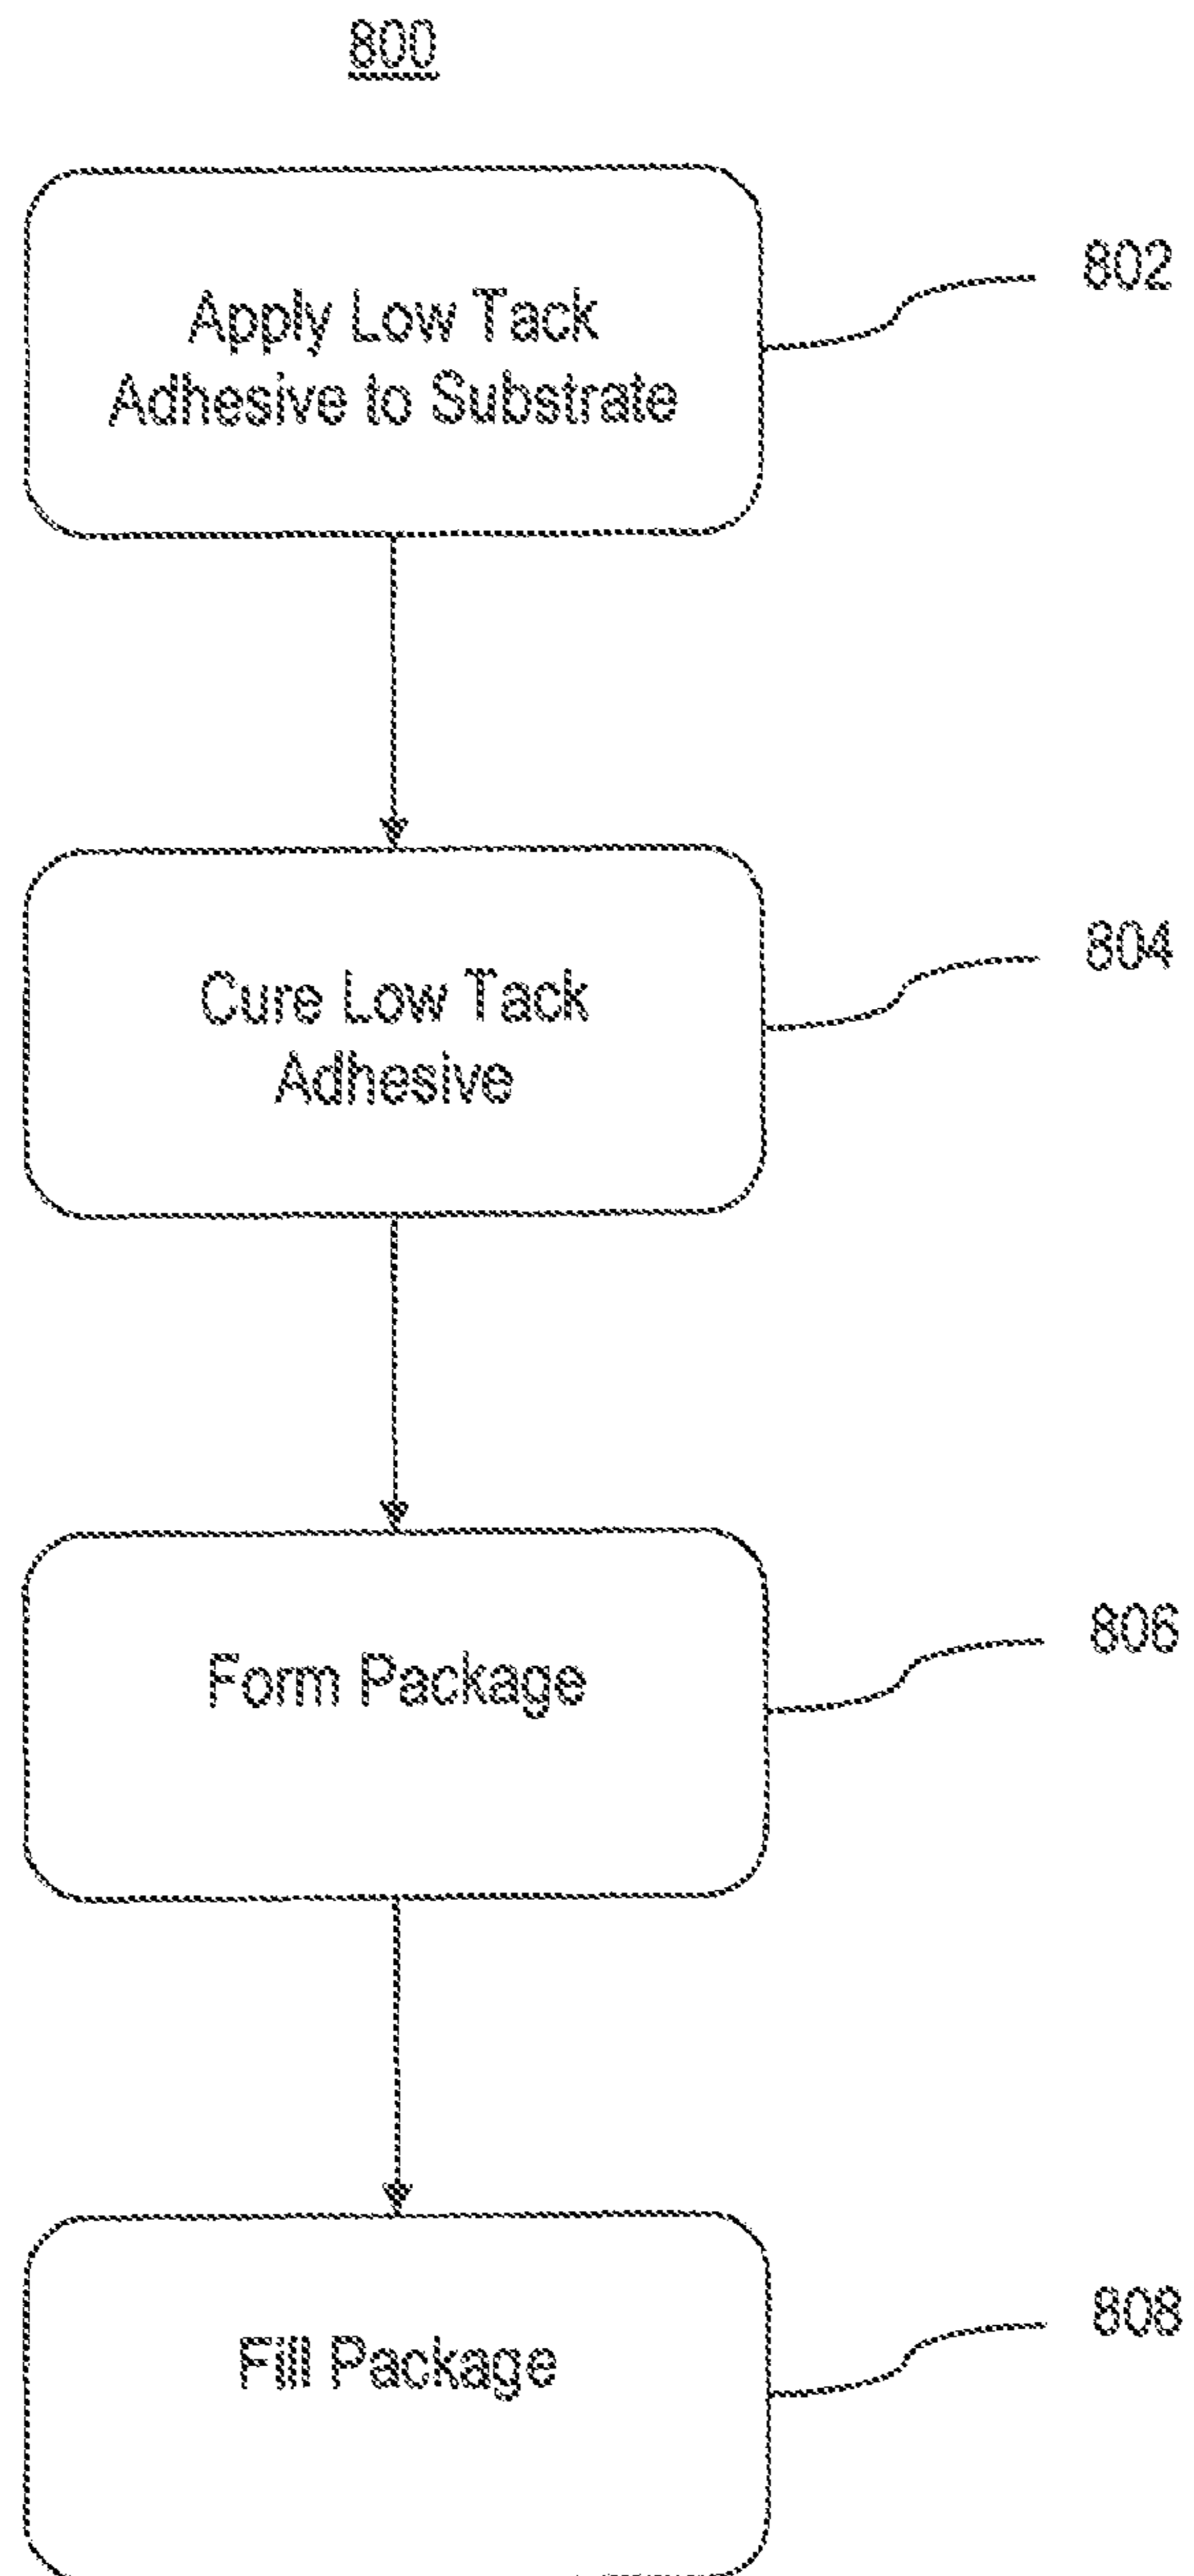 800
Apply Low Tack
Adhesive to Substrate
802
Cure Low Tack
Adhesive
804
Form Package
806
Fill Package
808